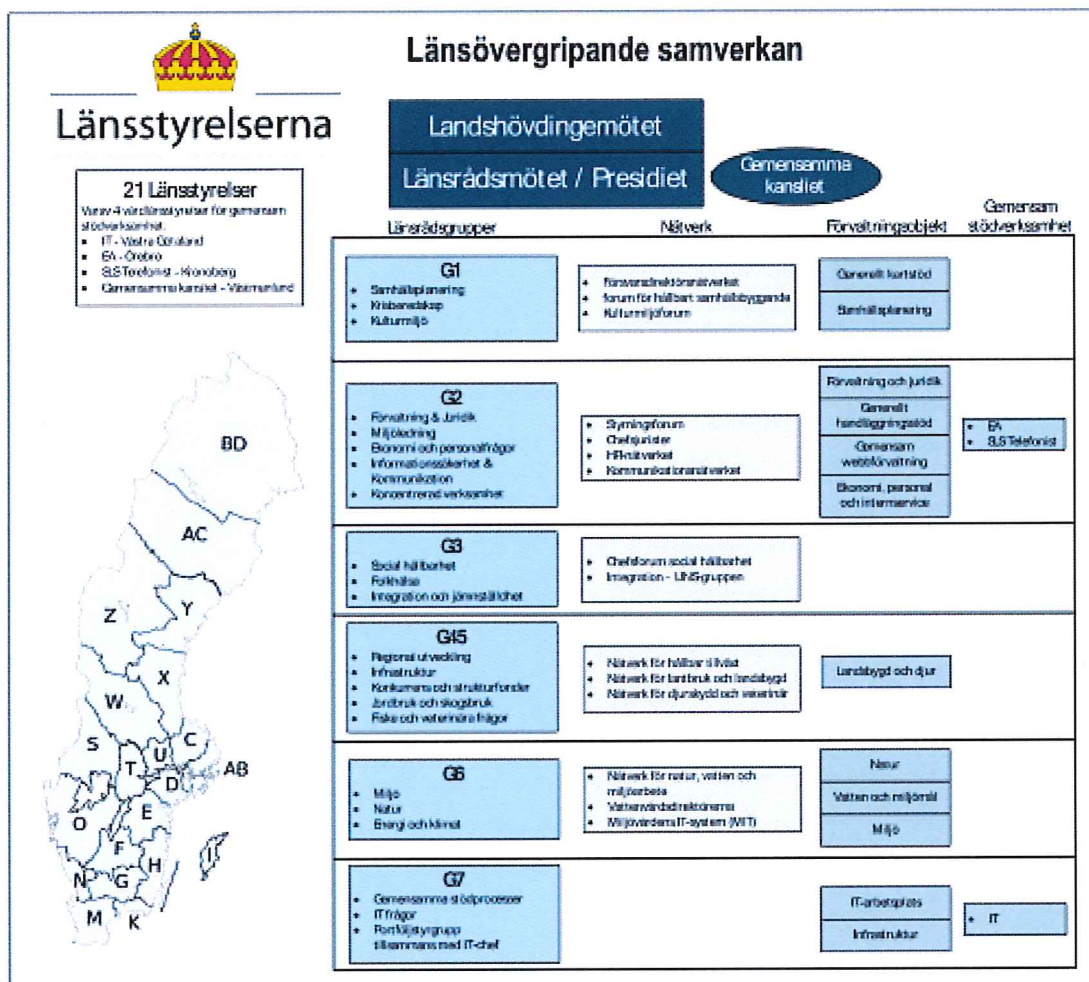 Länsövergripande samverkan
Länsstyrelserna
21 Länsstyrelser
Varav 4 värdlänsstyrelser för gemensam
stödverksamhet:
• IT - Västra Götaland
• EA - Örebro
• SLS Telefonist - Kronoberg
• Gemensamma kansliet - Västmanland
Landshövdingemötet
Länsrådsmötet / Presidiet
Gemensamma
kansliet
Länsrådsgrupper
Nätverk
Förvaltningsobjekt
Gemensam
stödverksamhet
G1
• Samhällsplanering
• Krisberedskap
• Kulturmiljö
• Försvarsdirektörsnätverket
• forum för hållbart samhällsbyggande
• Kulturmiljöforum
Generellt kartstöd
Samhällsplanering
G2
• Förvaltning & Juridik
• Miljöledning
• Ekonomi och personalfrågor
• Informationssäkerhet &
Kommunikation
• Koncentrerad verksamhet
• Styrningsforum
• Chefsjurister
• HR-nätverket
• Kommunikationsnätverket
Förvaltning och juridik
Generellt
handläggningsstöd
Gemensam
webbförvaltning
Ekonomi, personal
och internservice
• EA
• SLS Telefonist
G3
• Social hållbarhet
• Folkhälsa
• Integration och jämställdhet
• Chefsforum social hållbarhet
• Integration - LINS-gruppen
G45
• Regional utveckling
• Infrastruktur
• Konkurrens och strukturfonder
• Jordbruk och skogsbruk
• Fiske och veterinära frågor
• Nätverk för hållbar tillväxt
• Nätverk för lantbruk och landsbygd
• Nätverk för djurskydd och veterinär
Landsbygd och djur
G6
• Miljö
• Natur
• Energi och klimat
• Nätverk för natur, vatten och
miljöarbete
• Vattenvårdsdirektörerna
• Miljövårdens IT-system (MIT)
Natur
Vatten och miljömål
Miljö
G7
• Gemensamma stödprocesser
• IT frågor
• Portföljstyrgrupp
tillsammans med IT-chef
IT-arbetsplats
Infrastruktur
• IT
BD
AC
Z
Y
X
W
S
T
U
C
AB
D
O
E
F
H
I
N
G
M
K